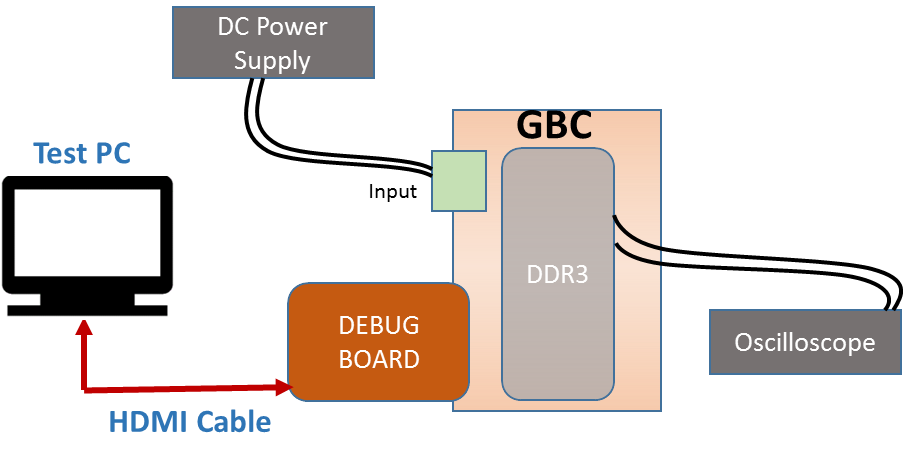 DC Power
Supply
GBC
Test PC
Input
DDR3
DEBUG
BOARD
Oscilloscope
HDMI Cable